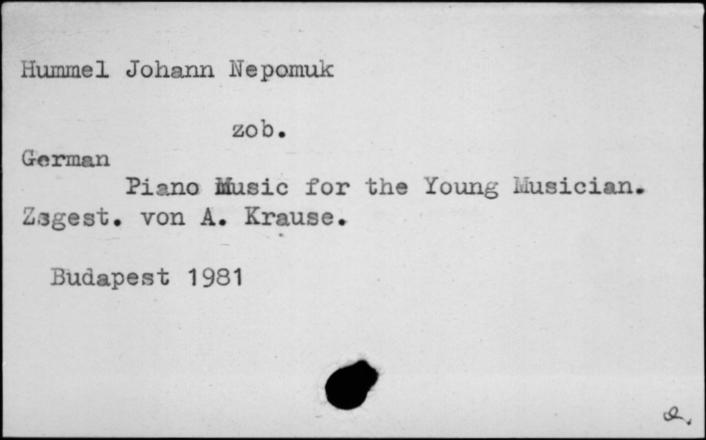 Hummel Johann Nepomuk
zob.
German
Piano Music for the Young Musician.
Zsgest. von A. Krause.
Budapest 1981